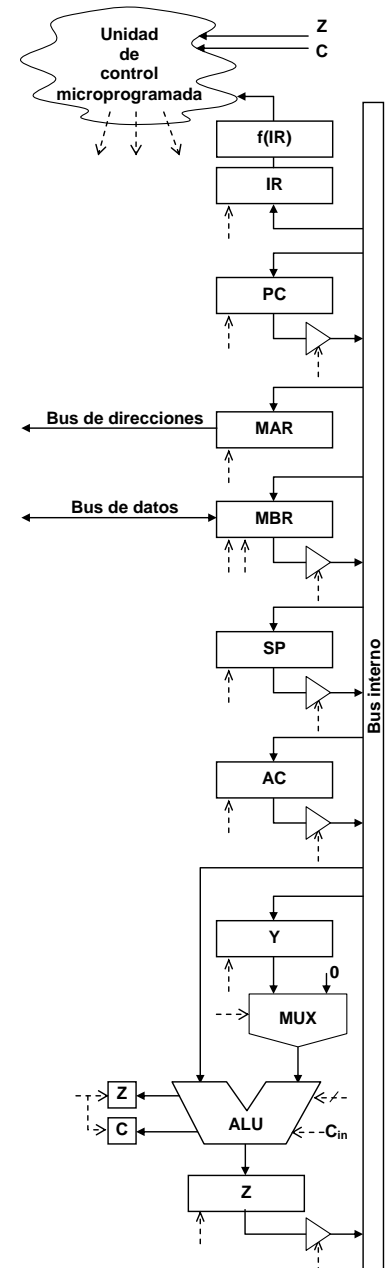 Unidad
de
control
microprogramada
Z
C
f(IR)
IR
PC
Bus de direcciones
MAR
Bus de datos
MBR
SP
Bus interno
AC
Y
0
MUX
Z
C
ALU
Cin
Z